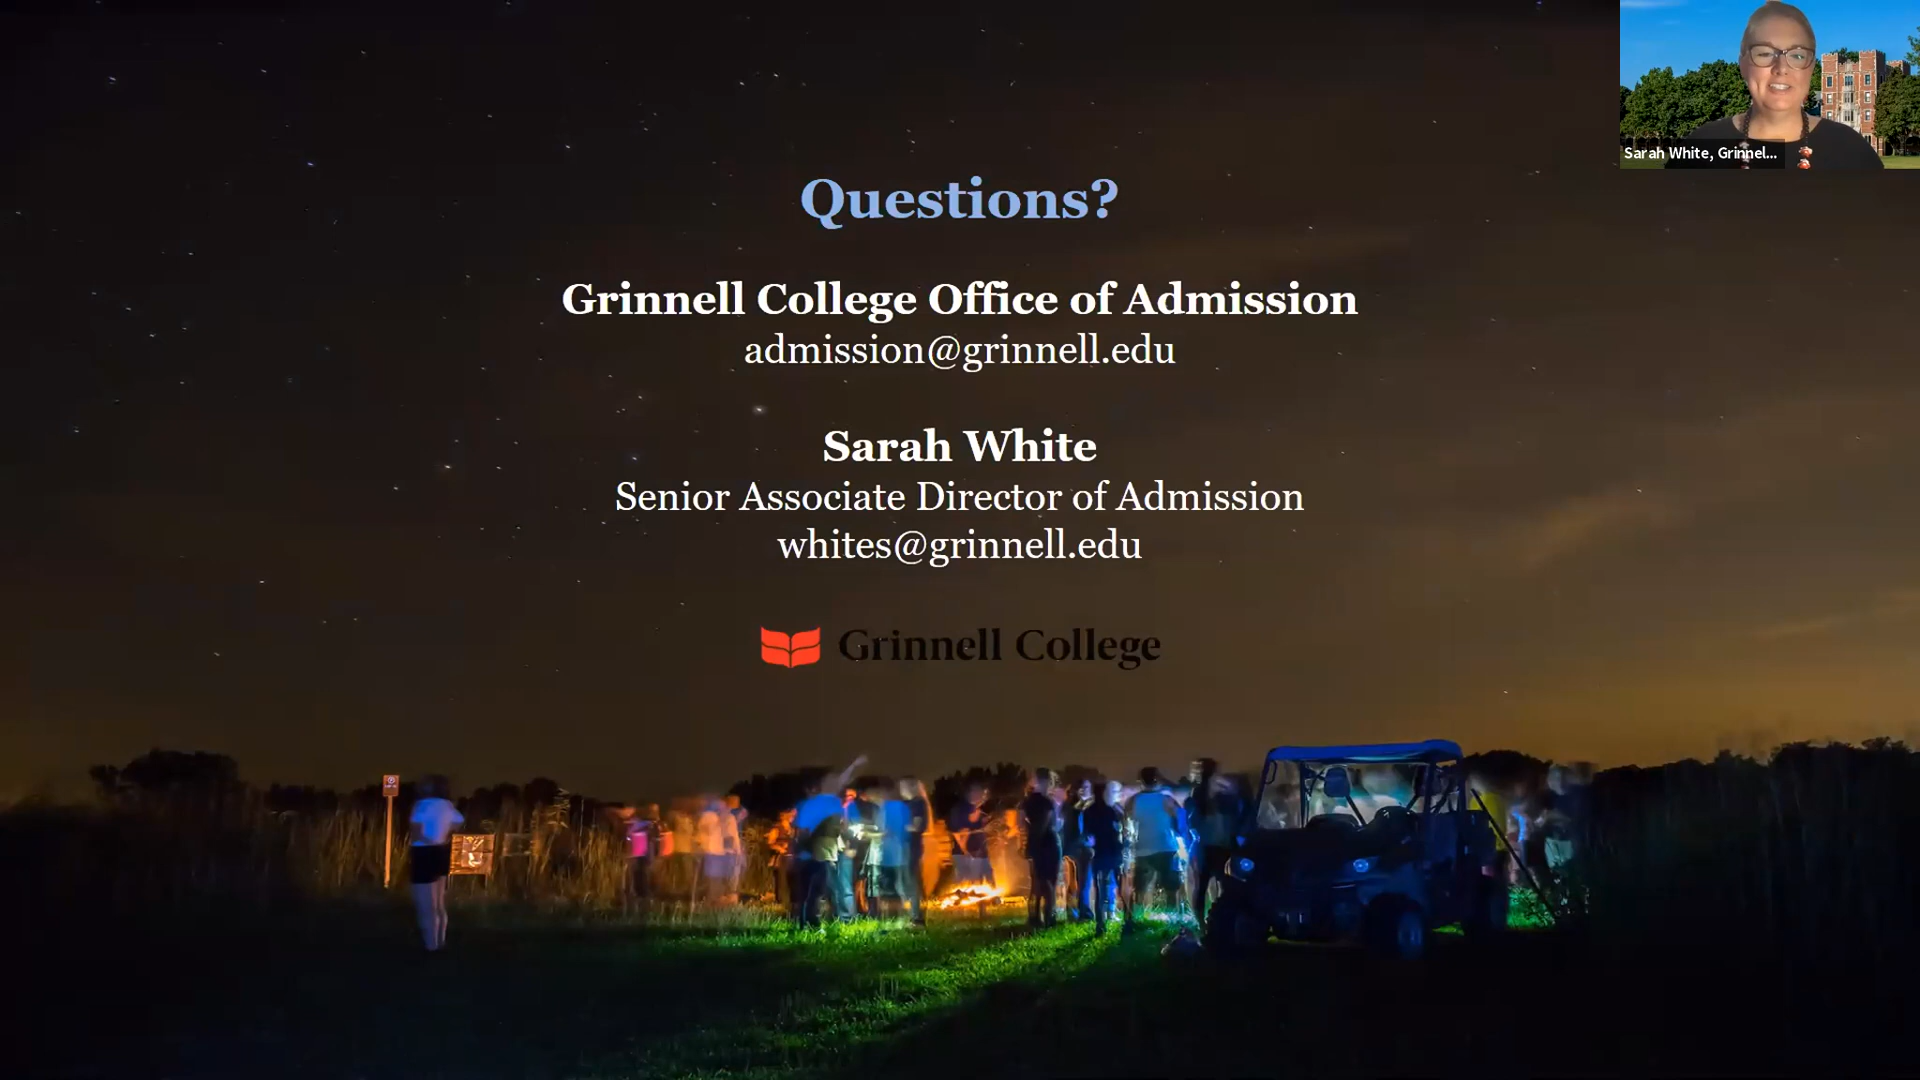 Sarah White, Grinnel...
Questions?
Grinnell College Office of Admission
admission@grinnell.edu
Sarah White
Senior Associate Director of Admission
whites@grinnell.edu
Grinnell College